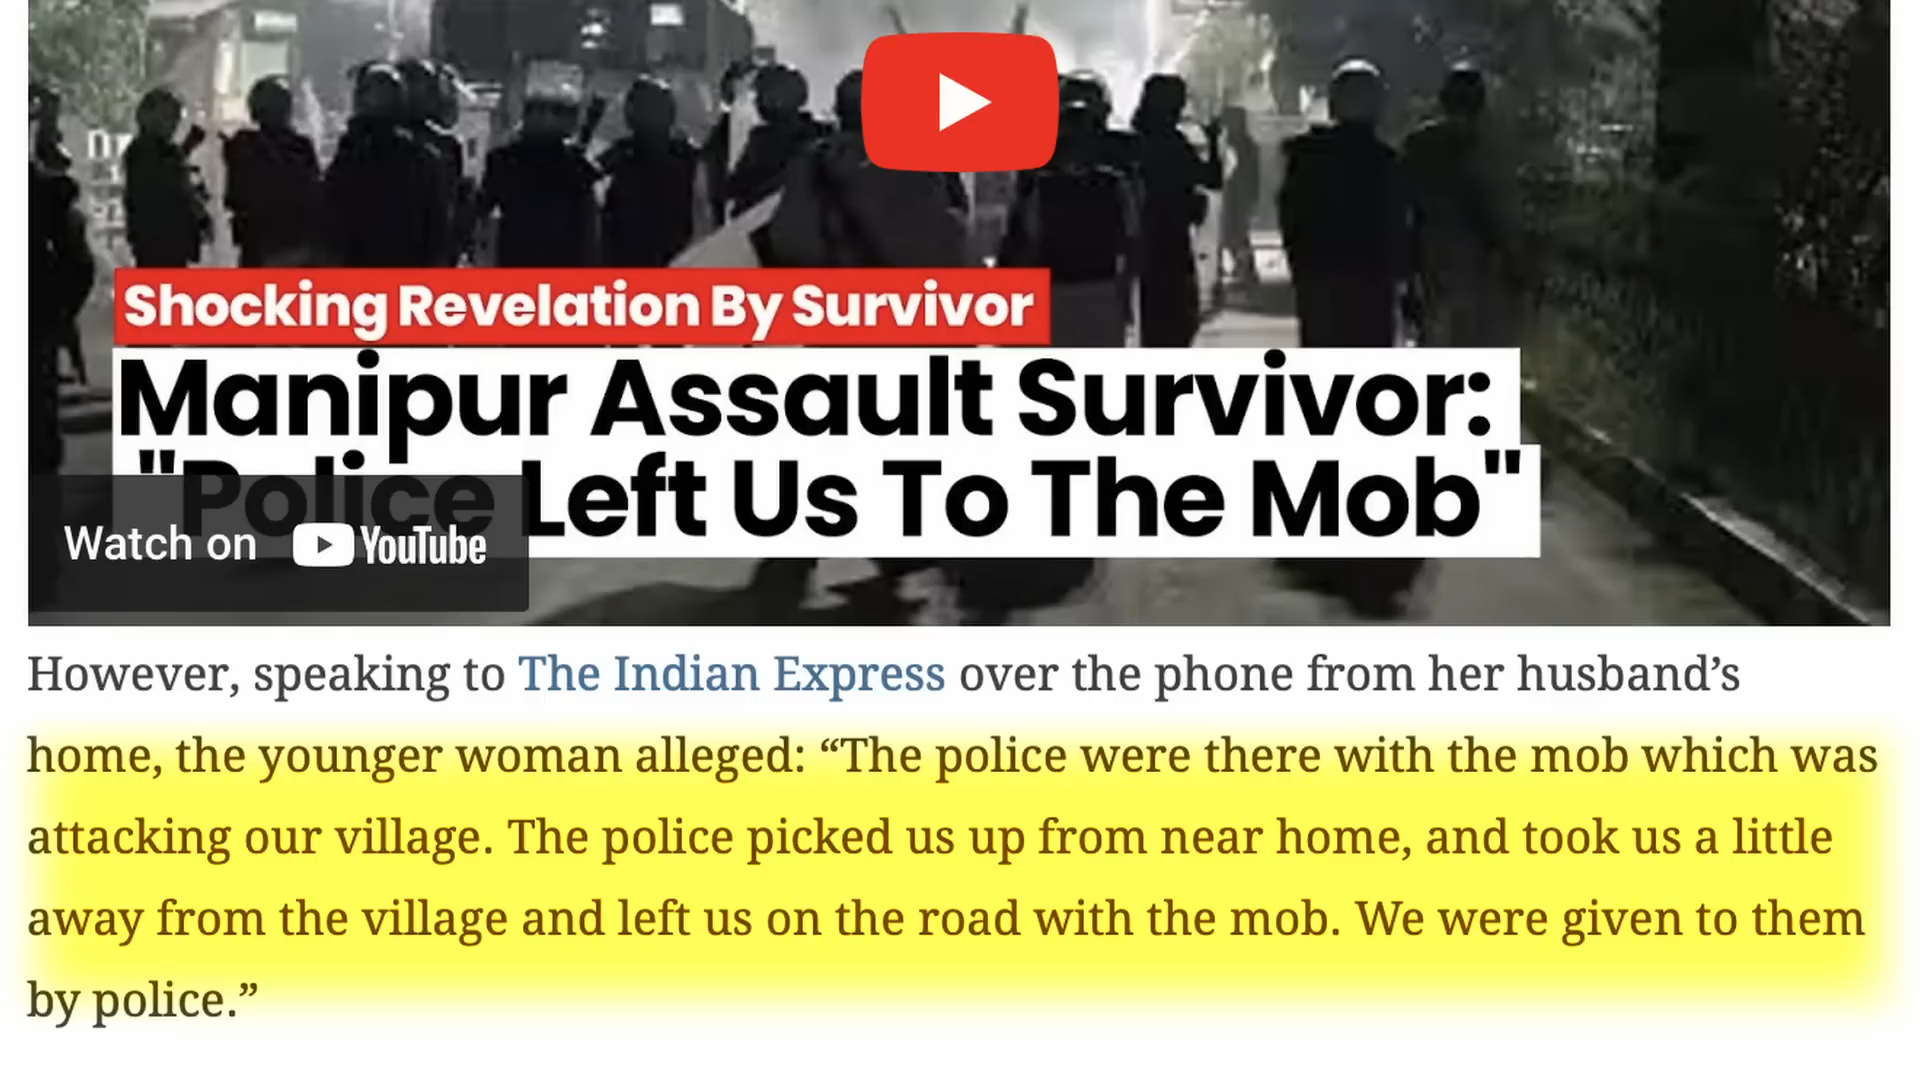 Shocking Revelation By Survivor
Manipur Assault Survivor:
"Police Left Us To The Mob"
Watch on YouTube
However, speaking to The Indian Express over the phone from her husband’s
home, the younger woman alleged: “The police were there with the mob which was
attacking our village. The police picked us up from near home, and took us a little
away from the village and left us on the road with the mob. We were given to them
by police.”